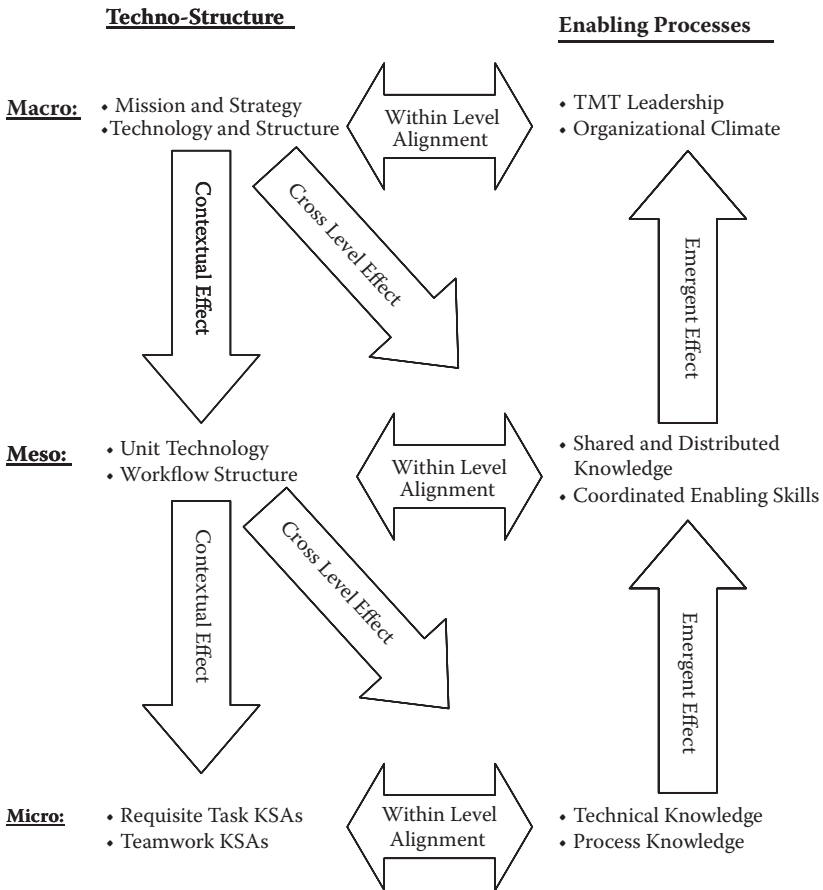 Techno-Structure
Enabling Processes
Macro:
• Mission and Strategy
•Technology and Structure
Within Level
Alignment
• TMT Leadership
• Organizational Climate
Contextual Effect
Cross Level Effect
Emergent Effect
Meso:
• Unit Technology
• Workflow Structure
Within Level
Alignment
• Shared and Distributed
Knowledge
• Coordinated Enabling Skills
Contextual Effect
Cross Level Effect
Emergent Effect
Micro:
• Requisite Task KSAs
• Teamwork KSAs
Within Level
Alignment
• Technical Knowledge
• Process Knowledge